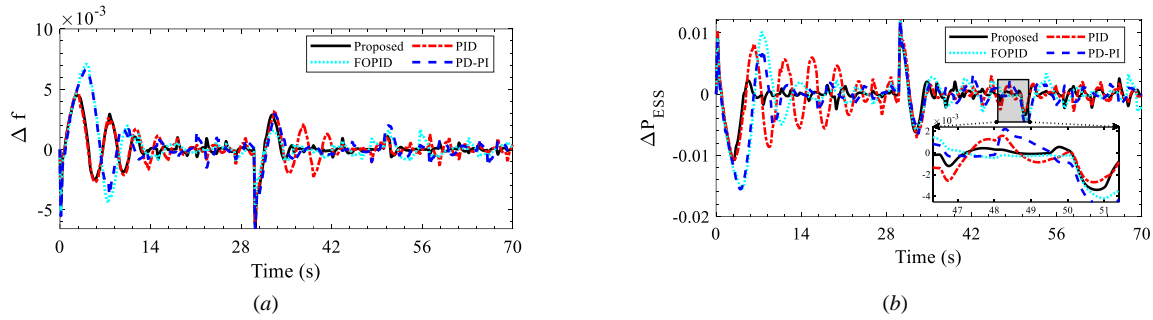 ×10⁻³
10
5
0
-5
Δ f
Proposed
PID
FOPID
PD-PI
0
14
28
42
56
70
Time (s)
(a)
0.01
0
-0.01
-0.02
ΔP_ESS
Proposed
PID
FOPID
PD-PI
×10⁻³
2
0
-2
-4
47
48
49
50
51
0
14
28
42
56
70
Time (s)
(b)